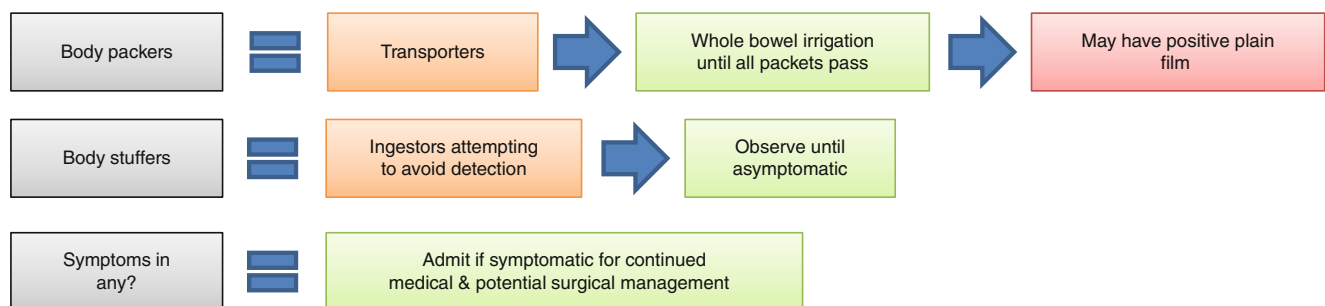 Body packers
Transporters
Whole bowel irrigation
until all packets pass
May have positive plain
film
Body stuffers
Ingestors attempting
to avoid detection
Observe until
asymptomatic
Symptoms in
any?
Admit if symptomatic for continued
medical & potential surgical management